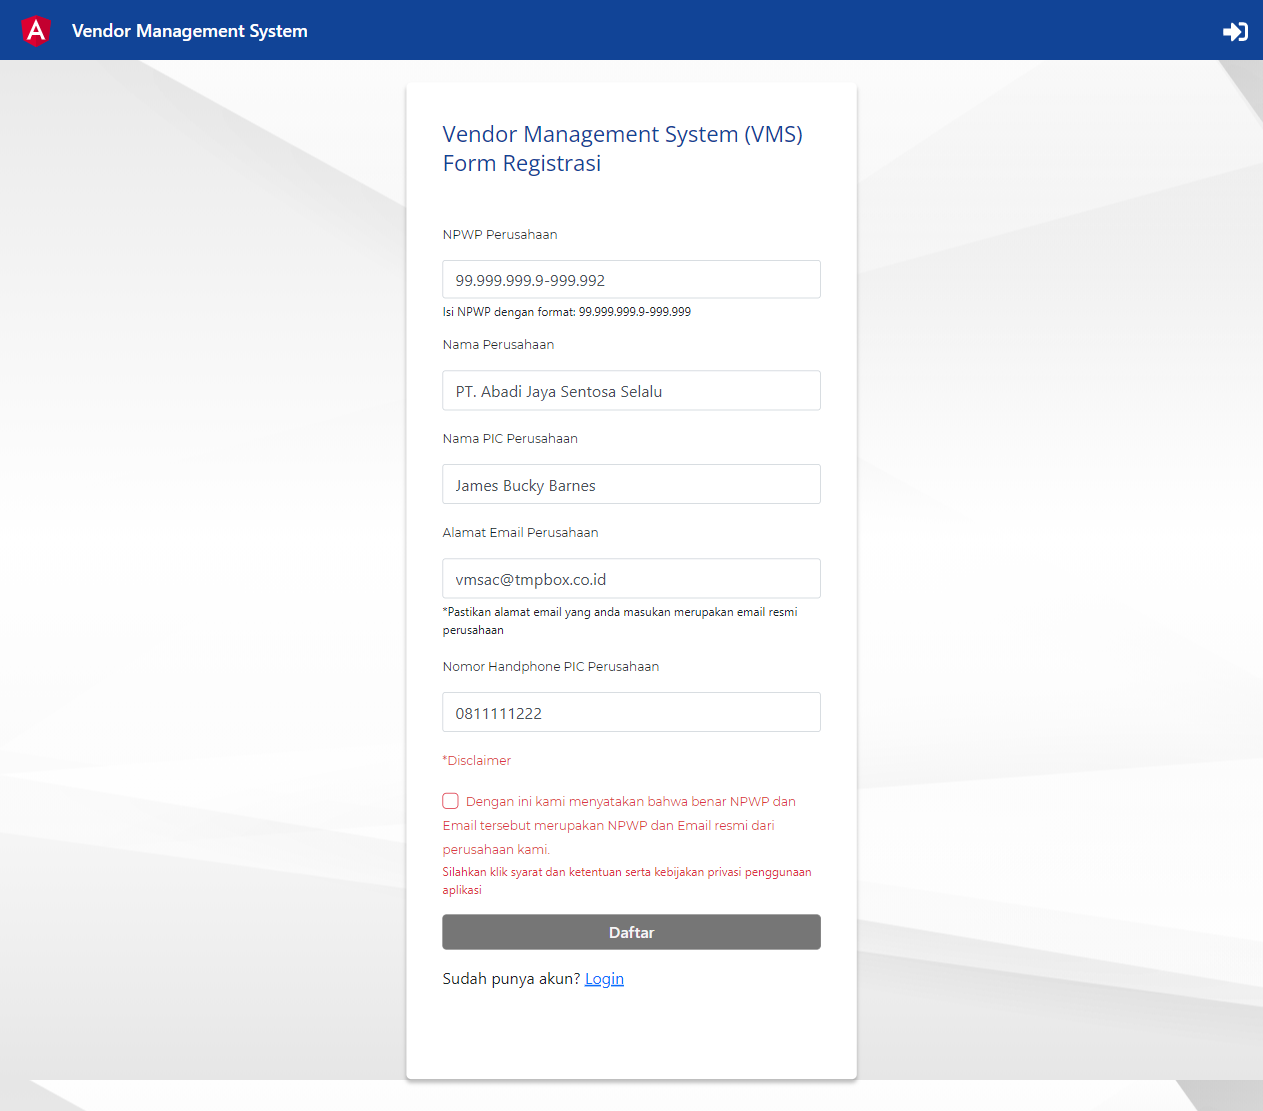 Vendor Management System
Vendor Management System (VMS)
Form Registrasi
NPWP Perusahaan
99.999.999.9-999.992
Isi NPWP dengan format: 99.999.999.9-999.999
Nama Perusahaan
PT. Abadi Jaya Sentosa Selalu
Nama PIC Perusahaan
James Bucky Barnes
Alamat Email Perusahaan
vmsac@tmpbox.co.id
*Pastikan alamat email yang anda masukan merupakan email resmi
perusahaan
Nomor Handphone PIC Perusahaan
0811111222
*Disclaimer
Dengan ini kami menyatakan bahwa benar NPWP dan
Email tersebut merupakan NPWP dan Email resmi dari
perusahaan kami.
Silahkan klik syarat dan ketentuan serta kebijakan privasi penggunaan
aplikasi
Daftar
Sudah punya akun? Login